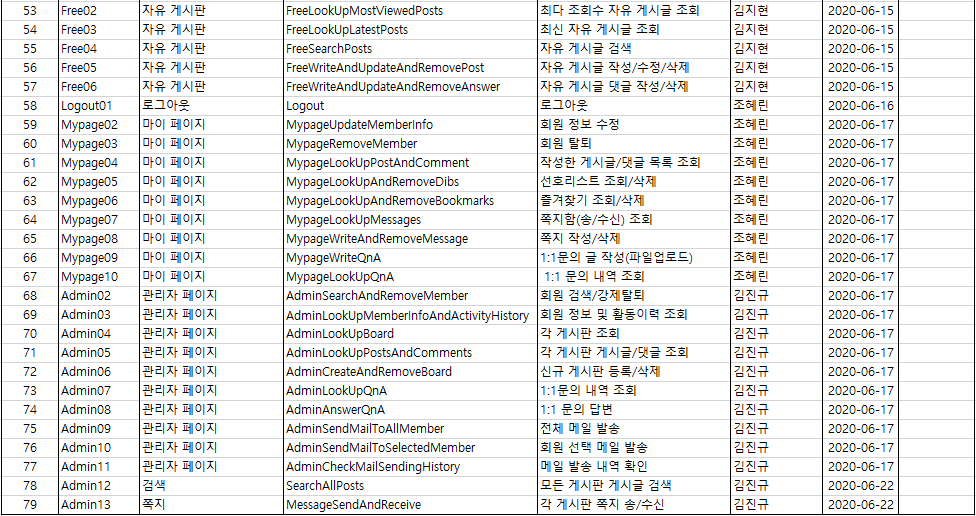 53 Free02 자유 게시판 FreeLookUpMostViewedPosts 최다 조회수 자유 게시글 조회 김지현 2020-06-15
54 Free03 자유 게시판 FreeLookUpLatestPosts 최신 자유 게시글 조회 김지현 2020-06-15
55 Free04 자유 게시판 FreeSearchPosts 자유 게시글 검색 김지현 2020-06-15
56 Free05 자유 게시판 FreeWriteAndUpdateAndRemovePost 자유 게시글 작성/수정/삭제 김지현 2020-06-15
57 Free06 자유 게시판 FreeWriteAndUpdateAndRemoveAnswer 자유 게시글 댓글 작성/삭제 김지현 2020-06-15
58 Logout01 로그아웃 Logout 로그아웃 조혜린 2020-06-16
59 Mypage02 마이 페이지 MypageUpdateMemberInfo 회원 정보 수정 조혜린 2020-06-17
60 Mypage03 마이 페이지 MypageRemoveMember 회원 탈퇴 조혜린 2020-06-17
61 Mypage04 마이 페이지 MypageLookUpPostAndComment 작성한 게시글/댓글 목록 조회 조혜린 2020-06-17
62 Mypage05 마이 페이지 MypageLookUpAndRemoveDibs 선호리스트 조회/삭제 조혜린 2020-06-17
63 Mypage06 마이 페이지 MypageLookUpAndRemoveBookmarks 즐겨찾기 조회/삭제 조혜린 2020-06-17
64 Mypage07 마이 페이지 MypageLookUpMessages 쪽지함(송/수신) 조회 조혜린 2020-06-17
65 Mypage08 마이 페이지 MypageWriteAndRemoveMessage 쪽지 작성/삭제 조혜린 2020-06-17
66 Mypage09 마이 페이지 MypageWriteQnA 1:1문의 글 작성(파일업로드) 조혜린 2020-06-17
67 Mypage10 마이 페이지 MypageLookUpQnA 1:1 문의 내역 조회 조혜린 2020-06-17
68 Admin02 관리자 페이지 AdminSearchAndRemoveMember 회원 검색/강제탈퇴 김진규 2020-06-17
69 Admin03 관리자 페이지 AdminLookUpMemberInfoAndActivityHistory 회원 정보 및 활동이력 조회 김진규 2020-06-17
70 Admin04 관리자 페이지 AdminLookUpBoard 각 게시판 조회 김진규 2020-06-17
71 Admin05 관리자 페이지 AdminLookUpPostsAndComments 각 게시판 게시글/댓글 조회 김진규 2020-06-17
72 Admin06 관리자 페이지 AdminCreateAndRemoveBoard 신규 게시판 등록/삭제 김진규 2020-06-17
73 Admin07 관리자 페이지 AdminLookUpQnA 1:1문의 내역 조회 김진규 2020-06-17
74 Admin08 관리자 페이지 AdminAnswerQnA 1:1 문의 답변 김진규 2020-06-17
75 Admin09 관리자 페이지 AdminSendMailToAllMember 전체 메일 발송 김진규 2020-06-17
76 Admin10 관리자 페이지 AdminSendMailToSelectedMember 회원 선택 메일 발송 김진규 2020-06-17
77 Admin11 관리자 페이지 AdminCheckMailSendingHistory 메일 발송 내역 확인 김진규 2020-06-17
78 Admin12 검색 SearchAllPosts 모든 게시판 게시글 검색 김진규 2020-06-22
79 Admin13 쪽지 MessageSendAndReceive 각 게시판 쪽지 송/수신 김진규 2020-06-22